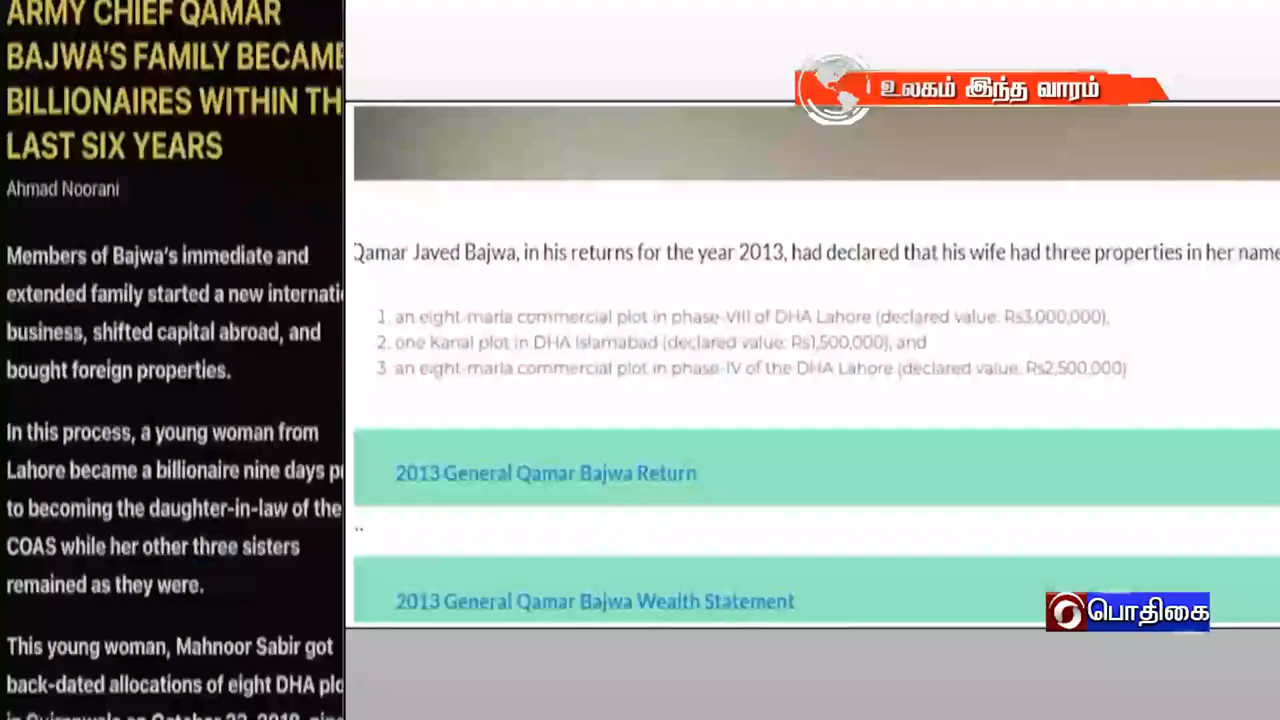 ARMY CHIEF QAMAR
BAJWA'S FAMILY BECAME
BILLIONAIRES WITHIN TH
LAST SIX YEARS
Ahmad Noorani
Members of Bajwa's immediate and
extended family started a new internati
business, shifted capital abroad, and
bought foreign properties.
In this process, a young woman from
Lahore became a billionaire nine days p
to becoming the daughter-in-law of the
COAS while her other three sisters
remained as they were.
This young woman, Mahnoor Sabir got
back-dated allocations of eight DHA plo
உலகம் இந்த வாரம்
Qamar Javed Bajwa, in his returns for the year 2013, had declared that his wife had three properties in her name
1. an eight-marla commercial plot in phase-VIII of DHA Lahore (declared value: Rs3,000,000),
2. one Kanal plot in DHA Islamabad (declared value: Rs1,500,000), and
3. an eight-marla commercial plot in phase-IV of the DHA Lahore (declared value: Rs2,500,000)
2013 General Qamar Bajwa Return
..
2013 General Qamar Bajwa Wealth Statement
பொதிகை